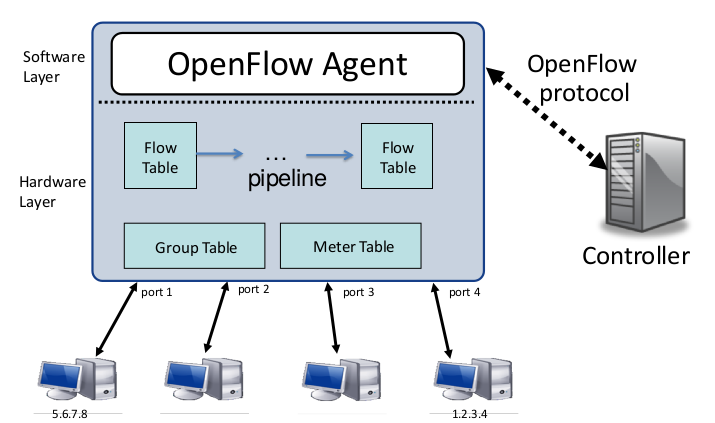 Software
Layer
OpenFlow Agent
OpenFlow
protocol
Flow
Table
...
pipeline
Flow
Table
Hardware
Layer
Group Table
Meter Table
Controller
port 1
port 2
port 3
port 4
5.6.7.8
1.2.3.4